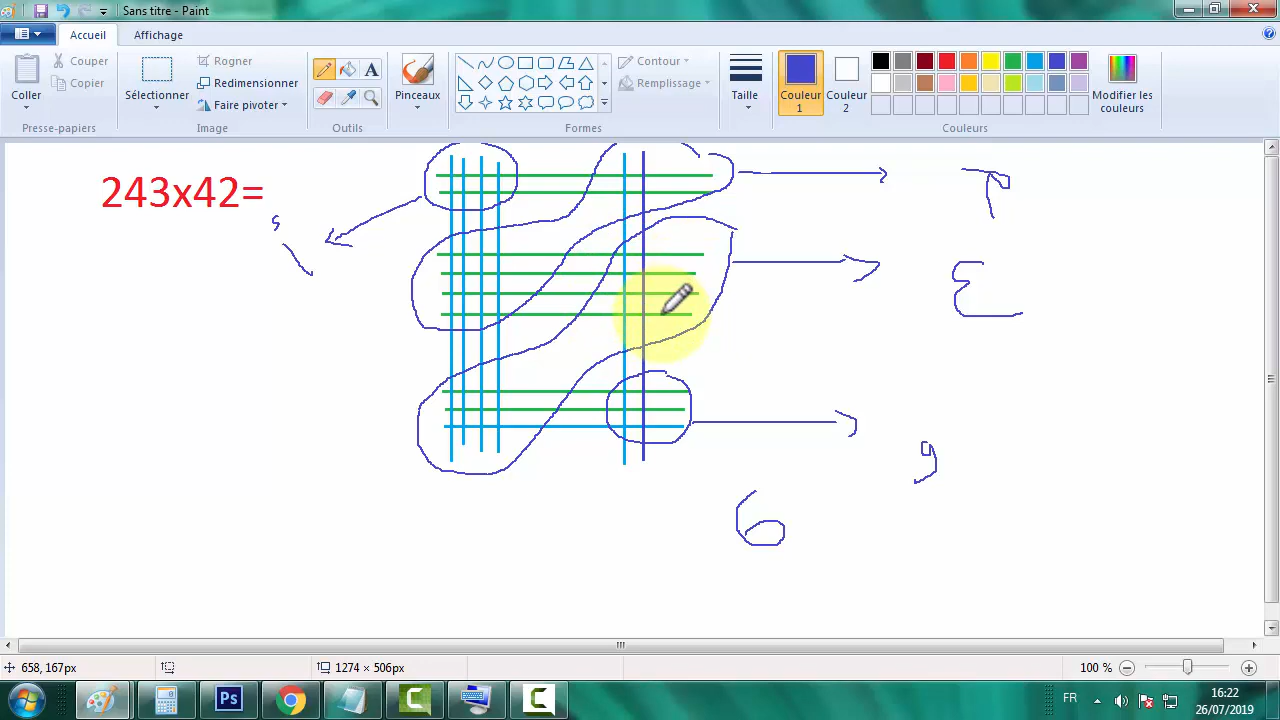 Sans titre - Paint
Accueil
Affichage
Coller
Couper
Copier
Presse-papiers
Sélectionner
Redimensionner
Faire pivoter
Image
Outils
Pinceaux
Formes
Contour
Remplissage
Taille
Couleur 1
Couleur 2
Modifier les couleurs
Couleurs
243x42=
6
658, 167px
1274 × 506px
100 %
Ps
FR
16:22
26/07/2019